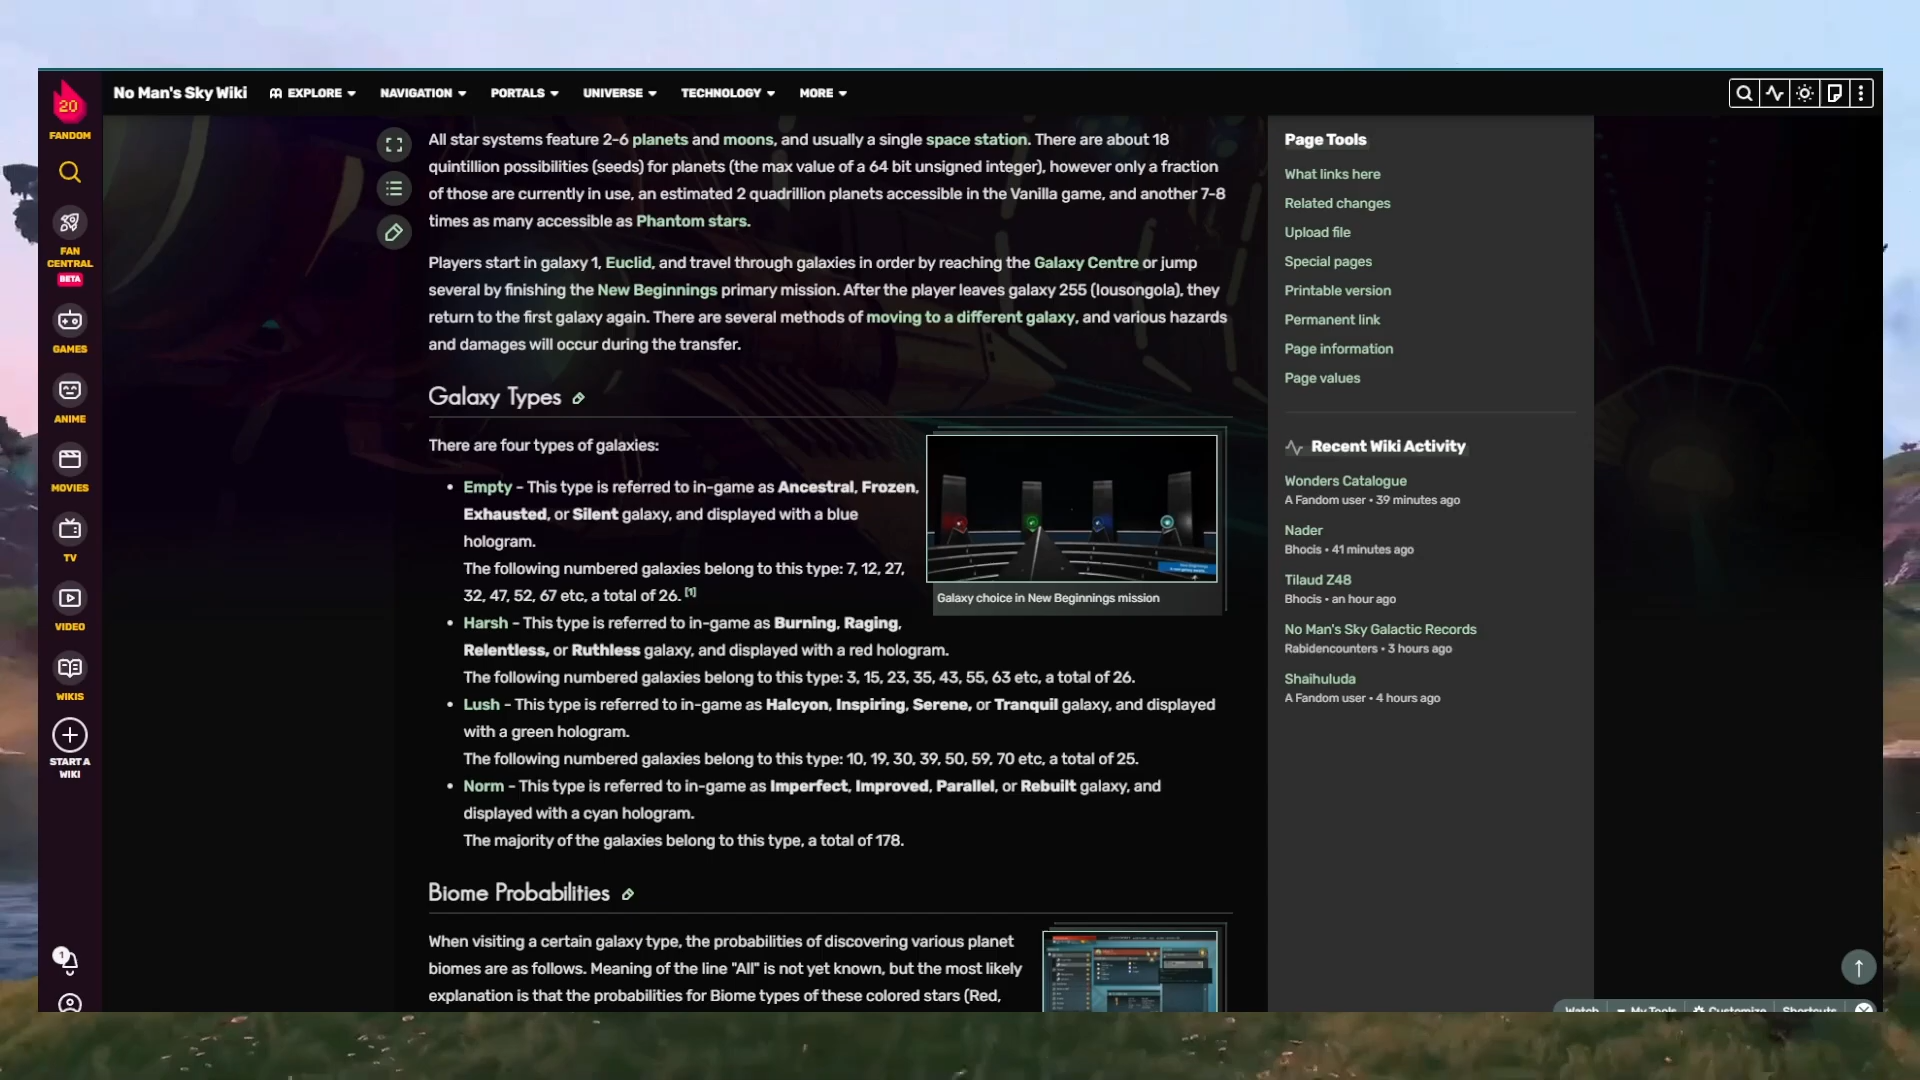 20
FANDOM
FAN
CENTRAL
BETA
GAMES
ANIME
MOVIES
TV
VIDEO
WIKIS
START A
WIKI
1
No Man's Sky Wiki
EXPLORE
NAVIGATION
PORTALS
UNIVERSE
TECHNOLOGY
MORE
All star systems feature 2-6 planets and moons, and usually a single space station. There are about 18
quintillion possibilities (seeds) for planets (the max value of a 64 bit unsigned integer), however only a fraction
of those are currently in use, an estimated 2 quadrillion planets accessible in the Vanilla game, and another 7-8
times as many accessible as Phantom stars.
Players start in galaxy 1, Euclid, and travel through galaxies in order by reaching the Galaxy Centre or jump
several by finishing the New Beginnings primary mission. After the player leaves galaxy 255 (Iousongola), they
return to the first galaxy again. There are several methods of moving to a different galaxy, and various hazards
and damages will occur during the transfer.
Galaxy Types
There are four types of galaxies:
• Empty - This type is referred to in-game as Ancestral, Frozen,
Exhausted, or Silent galaxy, and displayed with a blue
hologram.
The following numbered galaxies belong to this type: 7, 12, 27,
32, 47, 52, 67 etc, a total of 26. [1]
• Harsh - This type is referred to in-game as Burning, Raging,
Relentless, or Ruthless galaxy, and displayed with a red hologram.
The following numbered galaxies belong to this type: 3, 15, 23, 35, 43, 55, 63 etc, a total of 26.
• Lush - This type is referred to in-game as Halcyon, Inspiring, Serene, or Tranquil galaxy, and displayed
with a green hologram.
The following numbered galaxies belong to this type: 10, 19, 30, 39, 50, 59, 70 etc, a total of 25.
• Norm - This type is referred to in-game as Imperfect, Improved, Parallel, or Rebuilt galaxy, and
displayed with a cyan hologram.
The majority of the galaxies belong to this type, a total of 178.
Galaxy choice in New Beginnings mission
Biome Probabilities
When visiting a certain galaxy type, the probabilities of discovering various planet
biomes are as follows. Meaning of the line "All" is not yet known, but the most likely
explanation is that the probabilities for Biome types of these colored stars (Red,
Page Tools
What links here
Related changes
Upload file
Special pages
Printable version
Permanent link
Page information
Page values
Recent Wiki Activity
Wonders Catalogue
A Fandom user • 39 minutes ago
Nader
Bhocis • 41 minutes ago
Tilaud Z48
Bhocis • an hour ago
No Man's Sky Galactic Records
Rabidencounters • 3 hours ago
Shaihuluda
A Fandom user • 4 hours ago
Watch
My Tools
Customize
Shortcuts